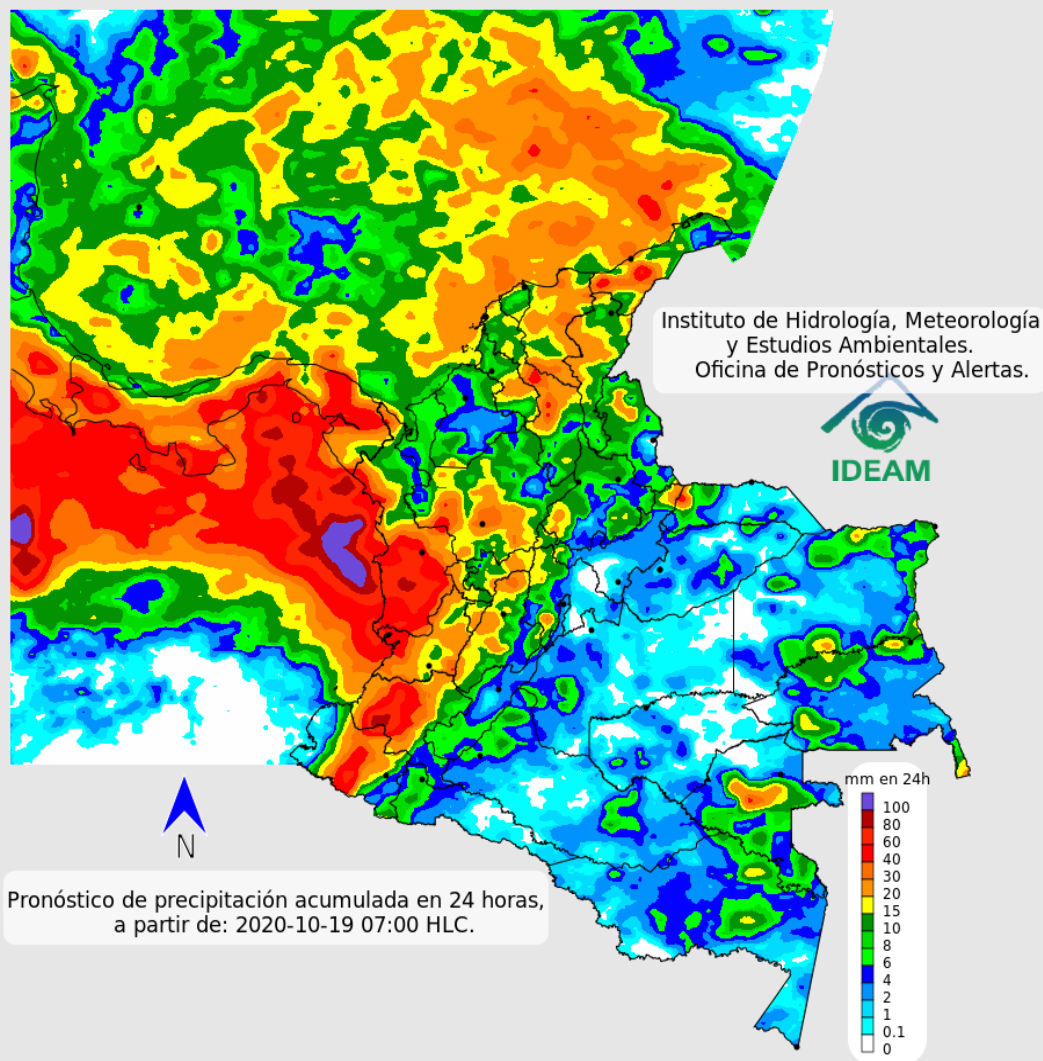 Instituto de Hidrología, Meteorología
y Estudios Ambientales.
Oficina de Pronósticos y Alertas.
IDEAM
mm en 24h
100
80
60
40
30
20
15
10
8
6
4
2
1
0.1
0
N
Pronóstico de precipitación acumulada en 24 horas,
a partir de: 2020-10-19 07:00 HLC.